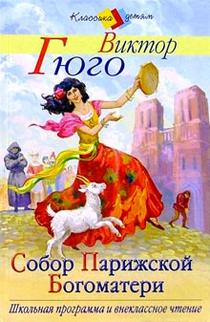 Классика детям
Виктор
Гюго
Собор Парижской
Богоматери
Школьная программа и внеклассное чтение